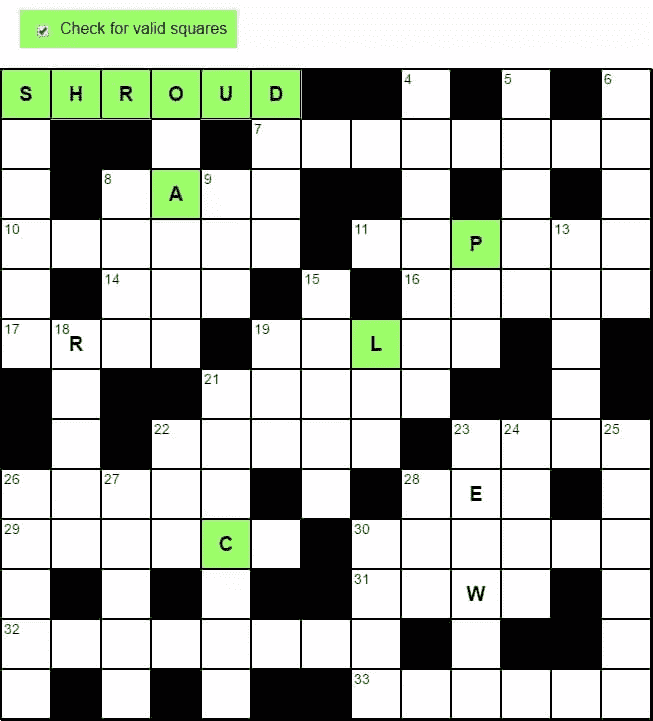 Check for valid squares
S H R O U D 4 5 6
7
8 A 9
10 11 P 13
14 15 16
17 18 R 19 L
21
22 23 24 25
26 27 28 E
29 C 30
31 W
32
33